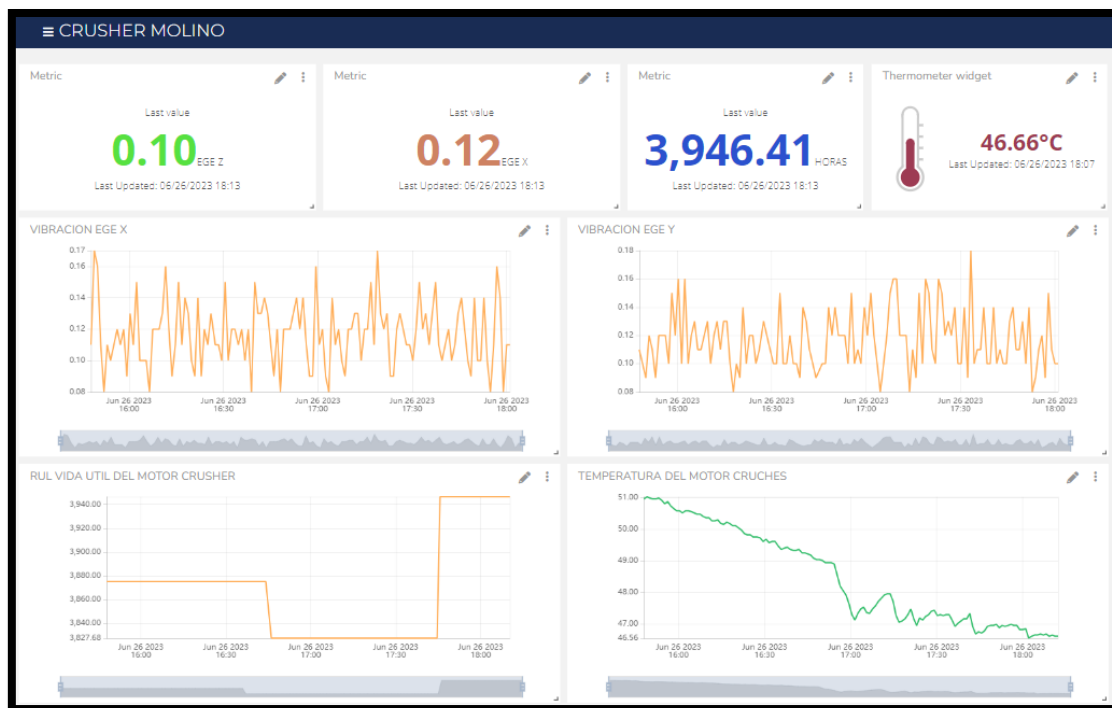 ≡ CRUSHER MOLINO
Metric
Last value
0.10 EGE Z
Last Updated: 06/26/2023 18:13
Metric
Last value
0.12 EGE X
Last Updated: 06/26/2023 18:13
Metric
Last value
3,946.41 HORAS
Last Updated: 06/26/2023 18:13
Thermometer widget
46.66°C
Last Updated: 06/26/2023 18:07
VIBRACION EGE X
0.17
0.16
0.14
0.12
0.10
0.08
Jun 26 2023 Jun 26 2023 Jun 26 2023 Jun 26 2023 Jun 26 2023
16:00 16:30 17:00 17:30 18:00
VIBRACION EGE Y
0.18
0.16
0.14
0.12
0.10
0.08
Jun 26 2023 Jun 26 2023 Jun 26 2023 Jun 26 2023 Jun 26 2023
16:00 16:30 17:00 17:30 18:00
RUL VIDA UTIL DEL MOTOR CRUSHER
3,940.00
3,920.00
3,900.00
3,880.00
3,860.00
3,840.00
3,827.68
Jun 26 2023 Jun 26 2023 Jun 26 2023 Jun 26 2023 Jun 26 2023
16:00 16:30 17:00 17:30 18:00
TEMPERATURA DEL MOTOR CRUCHES
51.00
50.00
49.00
48.00
47.00
46.56
Jun 26 2023 Jun 26 2023 Jun 26 2023 Jun 26 2023 Jun 26 2023
16:00 16:30 17:00 17:30 18:00